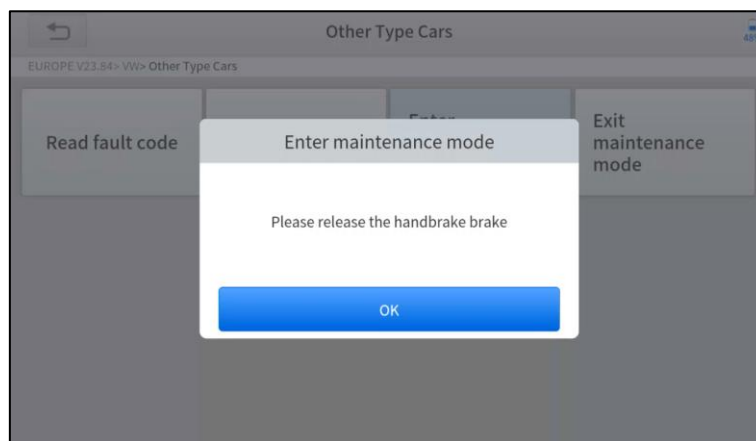 Other Type Cars
EUROPE V23.84> VW> Other Type Cars
Read fault code
Exit
maintenance
mode
Enter maintenance mode
Please release the handbrake brake
OK